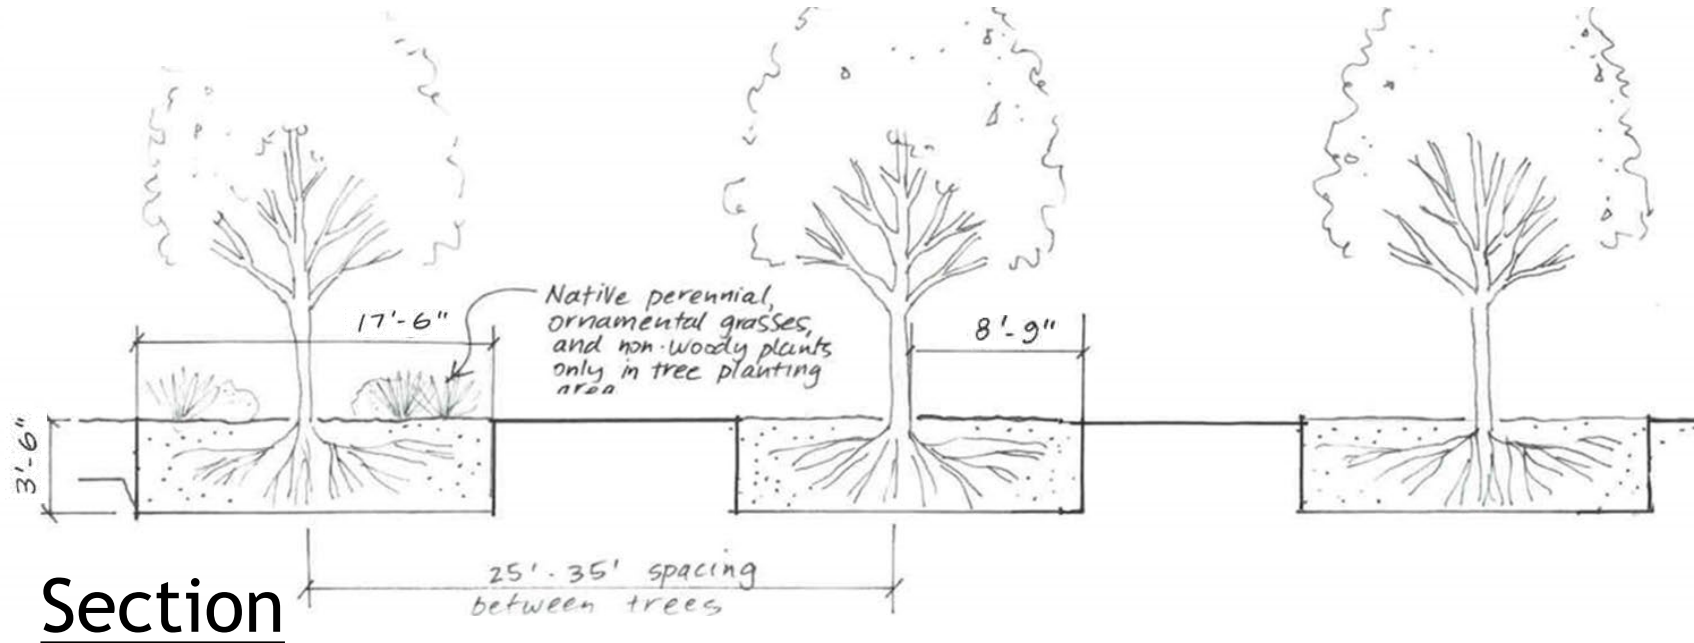 17'-6"
Native perennial,
ornamental grasses,
and non-woody plants
only in tree planting
area
8'-9"
3'-6"
25'-35' spacing
between trees
Section